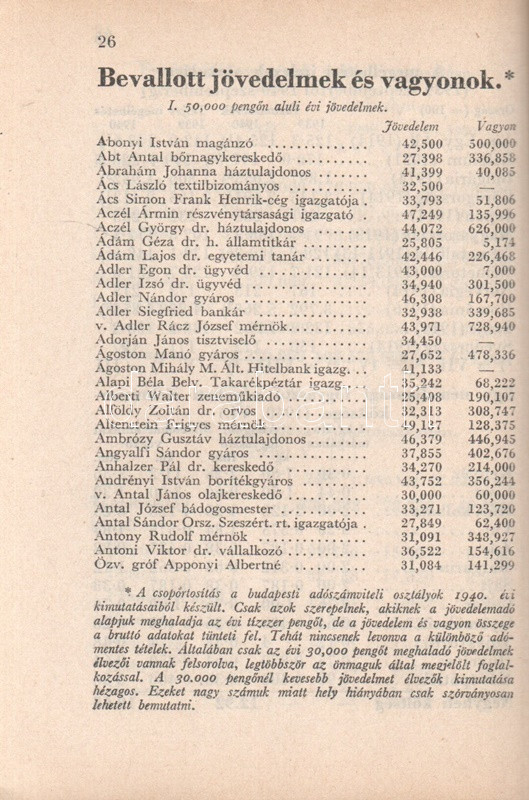 26
Bevallott jövedelmek és vagyonok.*
I. 50,000 pengőn aluli évi jövedelmek.
Jövedelem Vagyon
Abonyi István magánzó .............. 42,500 500,000
Abt Antal bőrnagykereskedő ............ 27,398 336,858
Ábrahám Johanna háztulajdonos ........ 41,399 40,085
Ács László textilbizományos ............ 32,500 —
Ács Simon Frank Henrik-cég igazgatója . 33,793 51,806
Aczél Ármin részvénytársasági igazgató . 47,249 135,996
Aczél György dr. háztulajdonos ........ 44,072 626,000
Ádám Géza dr. h. államtitkár .......... 25,805 5,174
Ádám Lajos dr. egyetemi tanár ......... 42,446 226,468
Adler Egon dr. ügyvéd ................ 43,000 7,000
Adler Izsó dr. ügyvéd ................ 34,940 301,500
Adler Nándor gyáros .................. 46,308 167,700
Adler Siegfried bankár ................ 32,938 339,685
v. Adler Rácz József mérnök........... 43,971 728,940
Adorján János tisztviselő .............. 34,450 —
Ágoston Manó gyáros ................. 27,652 478,336
Ágoston Mihály M. Ált. Hitelbank igazg. . . 41,133 —
Alapi Béla Belv. Takarékpéztár igazg ... 35,242 68,222
Alberti Walter zeneműkiadó ............ 25,408 190,107
Alföldy Zoltán dr. orvos .............. 32,313 308,747
Altenstein Frigyes mérnök ............. 49,137 128,375
Ambrózy Gusztáv háztulajdonos ........ 46,379 446,945
Angyalfi Sándor gyáros ................ 37,855 402,676
Anhalzer Pál dr. kereskedő ............ 34,270 214,000
Andrényi István borítékgyáros .......... 43,752 356,244
v. Antal János olajkereskedő ........... 30,000 60,000
Antal József bádogosmester ............ 33,271 123,720
Antal Sándor Orsz. Szeszért. rt. igazgatója . 27,849 62,400
Antony Rudolf mérnök ................ 31,091 348,927
Antoni Viktor dr. vállalkozó ............ 36,522 154,616
Özv. gróf Apponyi Albertné ............ 31,084 141,299
* A csopórtosítás a budapesti adószámviteli osztályok 1940. évi
kimutatásaiból készült. Csak azok szerepelnek, akiknek a jövedelemadó
alapjuk meghaladja az évi tízezer pengőt, de a jövedelem és vagyon összege
a bruttó adatokat tünteti fel. Tehát nincsenek levonva a különböző adó-
mentes tételek. Általában csak az évi 30,000 pengőt meghaladó jövedelmek
élvezői vannak felsorolva, legtöbbször az önmaguk által megjelölt foglal-
kozással. A 30.000 pengőnél kevesebb jövedelmet élvezők kimutatása
hézagos. Ezeket nagy számuk miatt hely hiányában csak szórványosan
lehetett bemutatni.